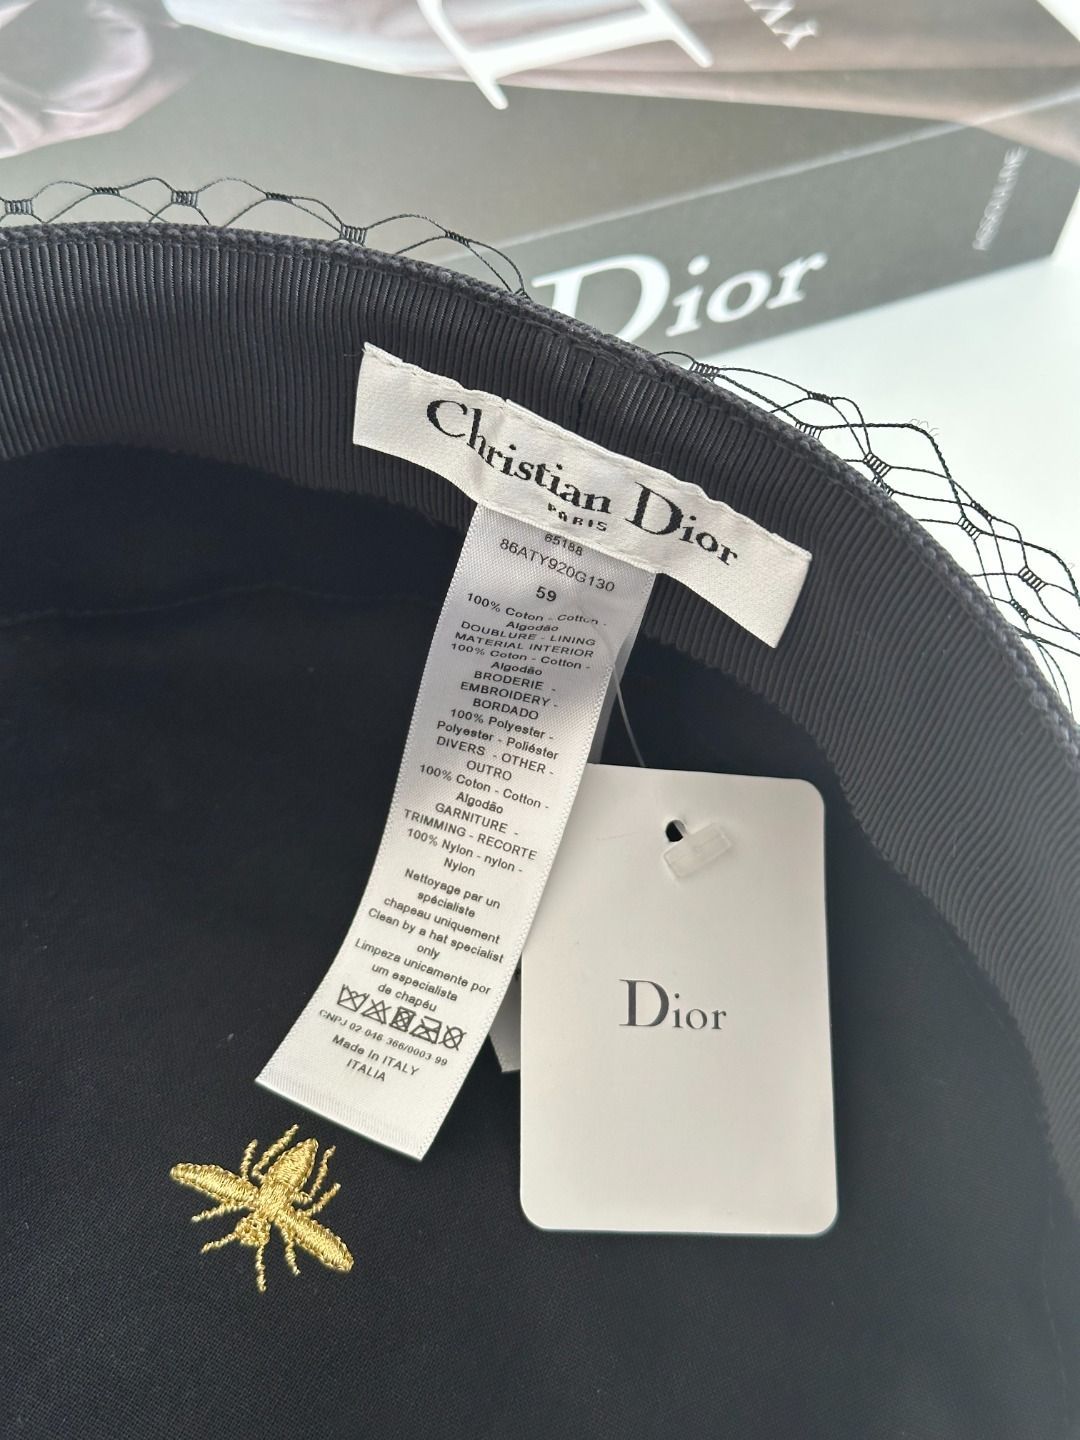 YVES
ASSOULINE
Dior
Christian Dior
PARIS
65188
86ATY920G130
59
100% Coton - Cotton -
Algodão
DOUBLURE - LINING
MATERIAL INTERIOR
100% Coton - Cotton -
Algodão
BRODERIE -
EMBROIDERY -
BORDADO
100% Polyester -
Polyester - Poliéster
DIVERS - OTHER -
OUTRO
100% Coton - Cotton -
Algodão
GARNITURE -
TRIMMING - RECORTE
100% Nylon - nylon -
Nylon
Nettoyage par un
spécialiste
chapeau uniquement
Clean by a hat specialist
only
Limpeza unicamente por
um especialista
de chapéu
CNPJ 02 046 366/0003 99
Made in ITALY
ITALIA
Dior